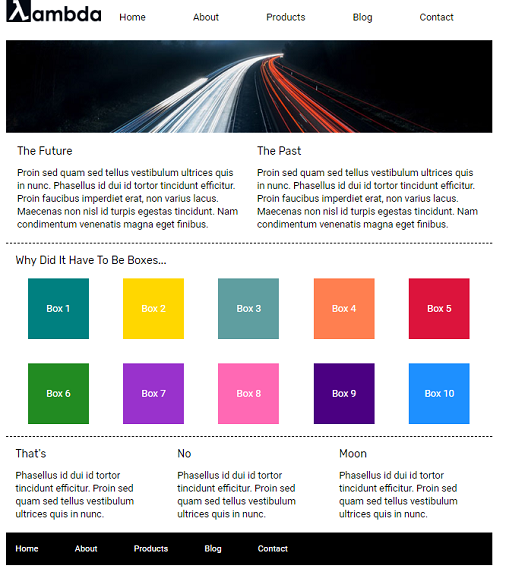 λambda
Home About Products Blog Contact
The Future
Proin sed quam sed tellus vestibulum ultrices quis
in nunc. Phasellus id dui id tortor tincidunt efficitur.
Proin faucibus imperdiet erat, non varius lacus.
Maecenas non nisl id turpis egestas tincidunt. Nam
condimentum venenatis magna eget finibus.
The Past
Proin sed quam sed tellus vestibulum ultrices quis
in nunc. Phasellus id dui id tortor tincidunt efficitur.
Proin faucibus imperdiet erat, non varius lacus.
Maecenas non nisl id turpis egestas tincidunt. Nam
condimentum venenatis magna eget finibus.
Why Did It Have To Be Boxes...
Box 1 Box 2 Box 3 Box 4 Box 5
Box 6 Box 7 Box 8 Box 9 Box 10
That's
Phasellus id dui id tortor
tincidunt efficitur. Proin sed
quam sed tellus vestibulum
ultrices quis in nunc.
No
Phasellus id dui id tortor
tincidunt efficitur. Proin sed
quam sed tellus vestibulum
ultrices quis in nunc.
Moon
Phasellus id dui id tortor
tincidunt efficitur. Proin sed
quam sed tellus vestibulum
ultrices quis in nunc.
Home About Products Blog Contact